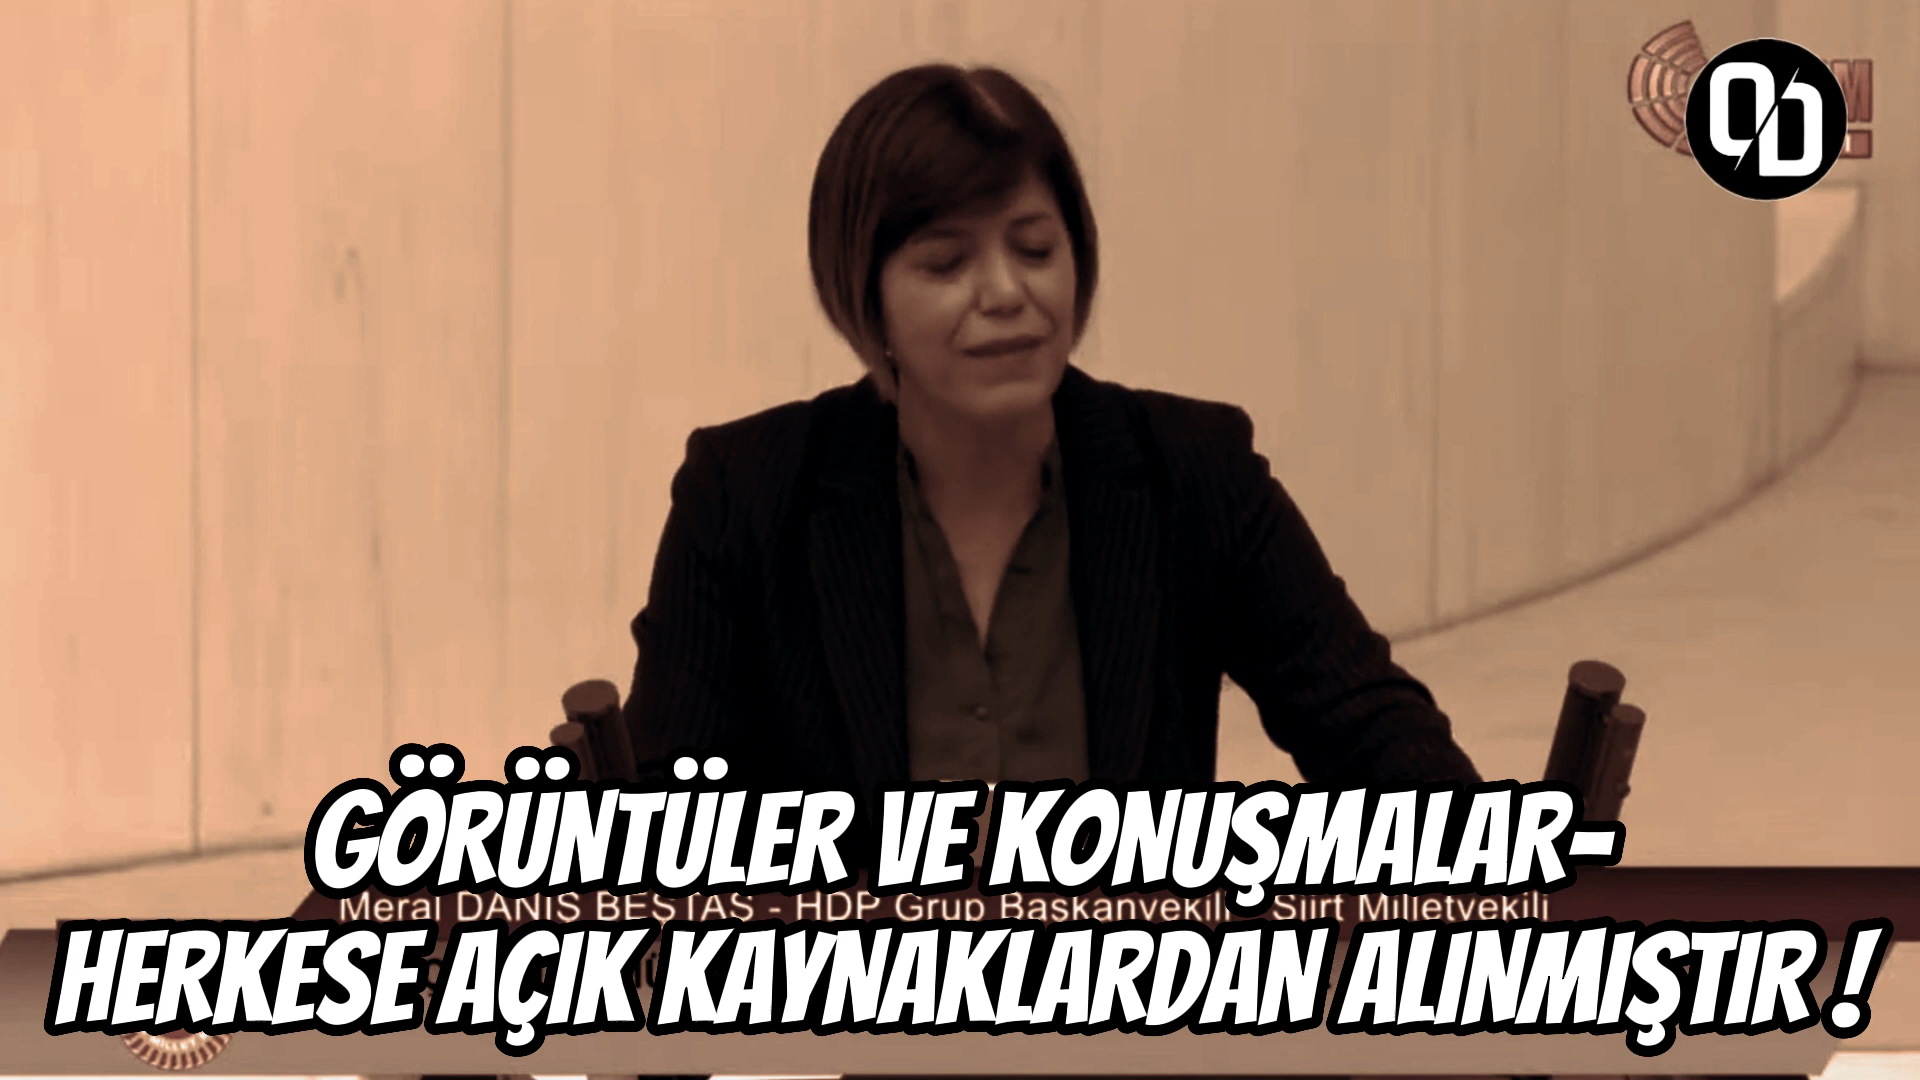 GÖRÜNTÜLER VE KONUŞMALAR-
Meral DANIŞ BEŞTAŞ - HDP Grup Başkanvekili - Siirt Milletvekili
HERKESE AÇIK KAYNAKLARDAN ALINMIŞTIR !